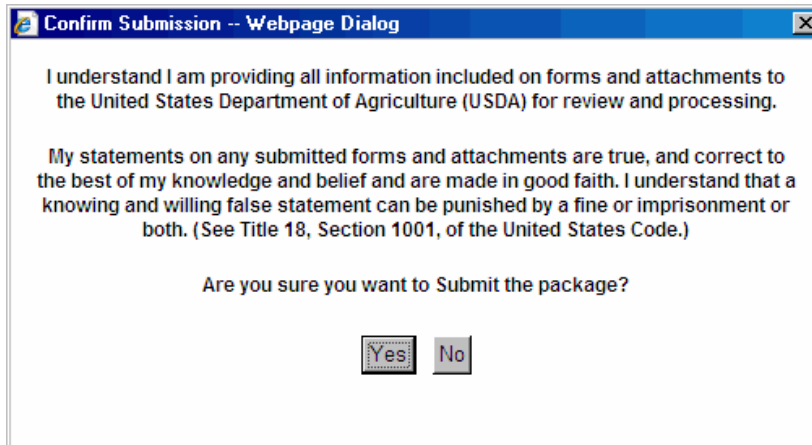 Confirm Submission -- Webpage Dialog
I understand I am providing all information included on forms and attachments to
the United States Department of Agriculture (USDA) for review and processing.
My statements on any submitted forms and attachments are true, and correct to
the best of my knowledge and belief and are made in good faith. I understand that a
knowing and willing false statement can be punished by a fine or imprisonment or
both. (See Title 18, Section 1001, of the United States Code.)
Are you sure you want to Submit the package?
Yes No